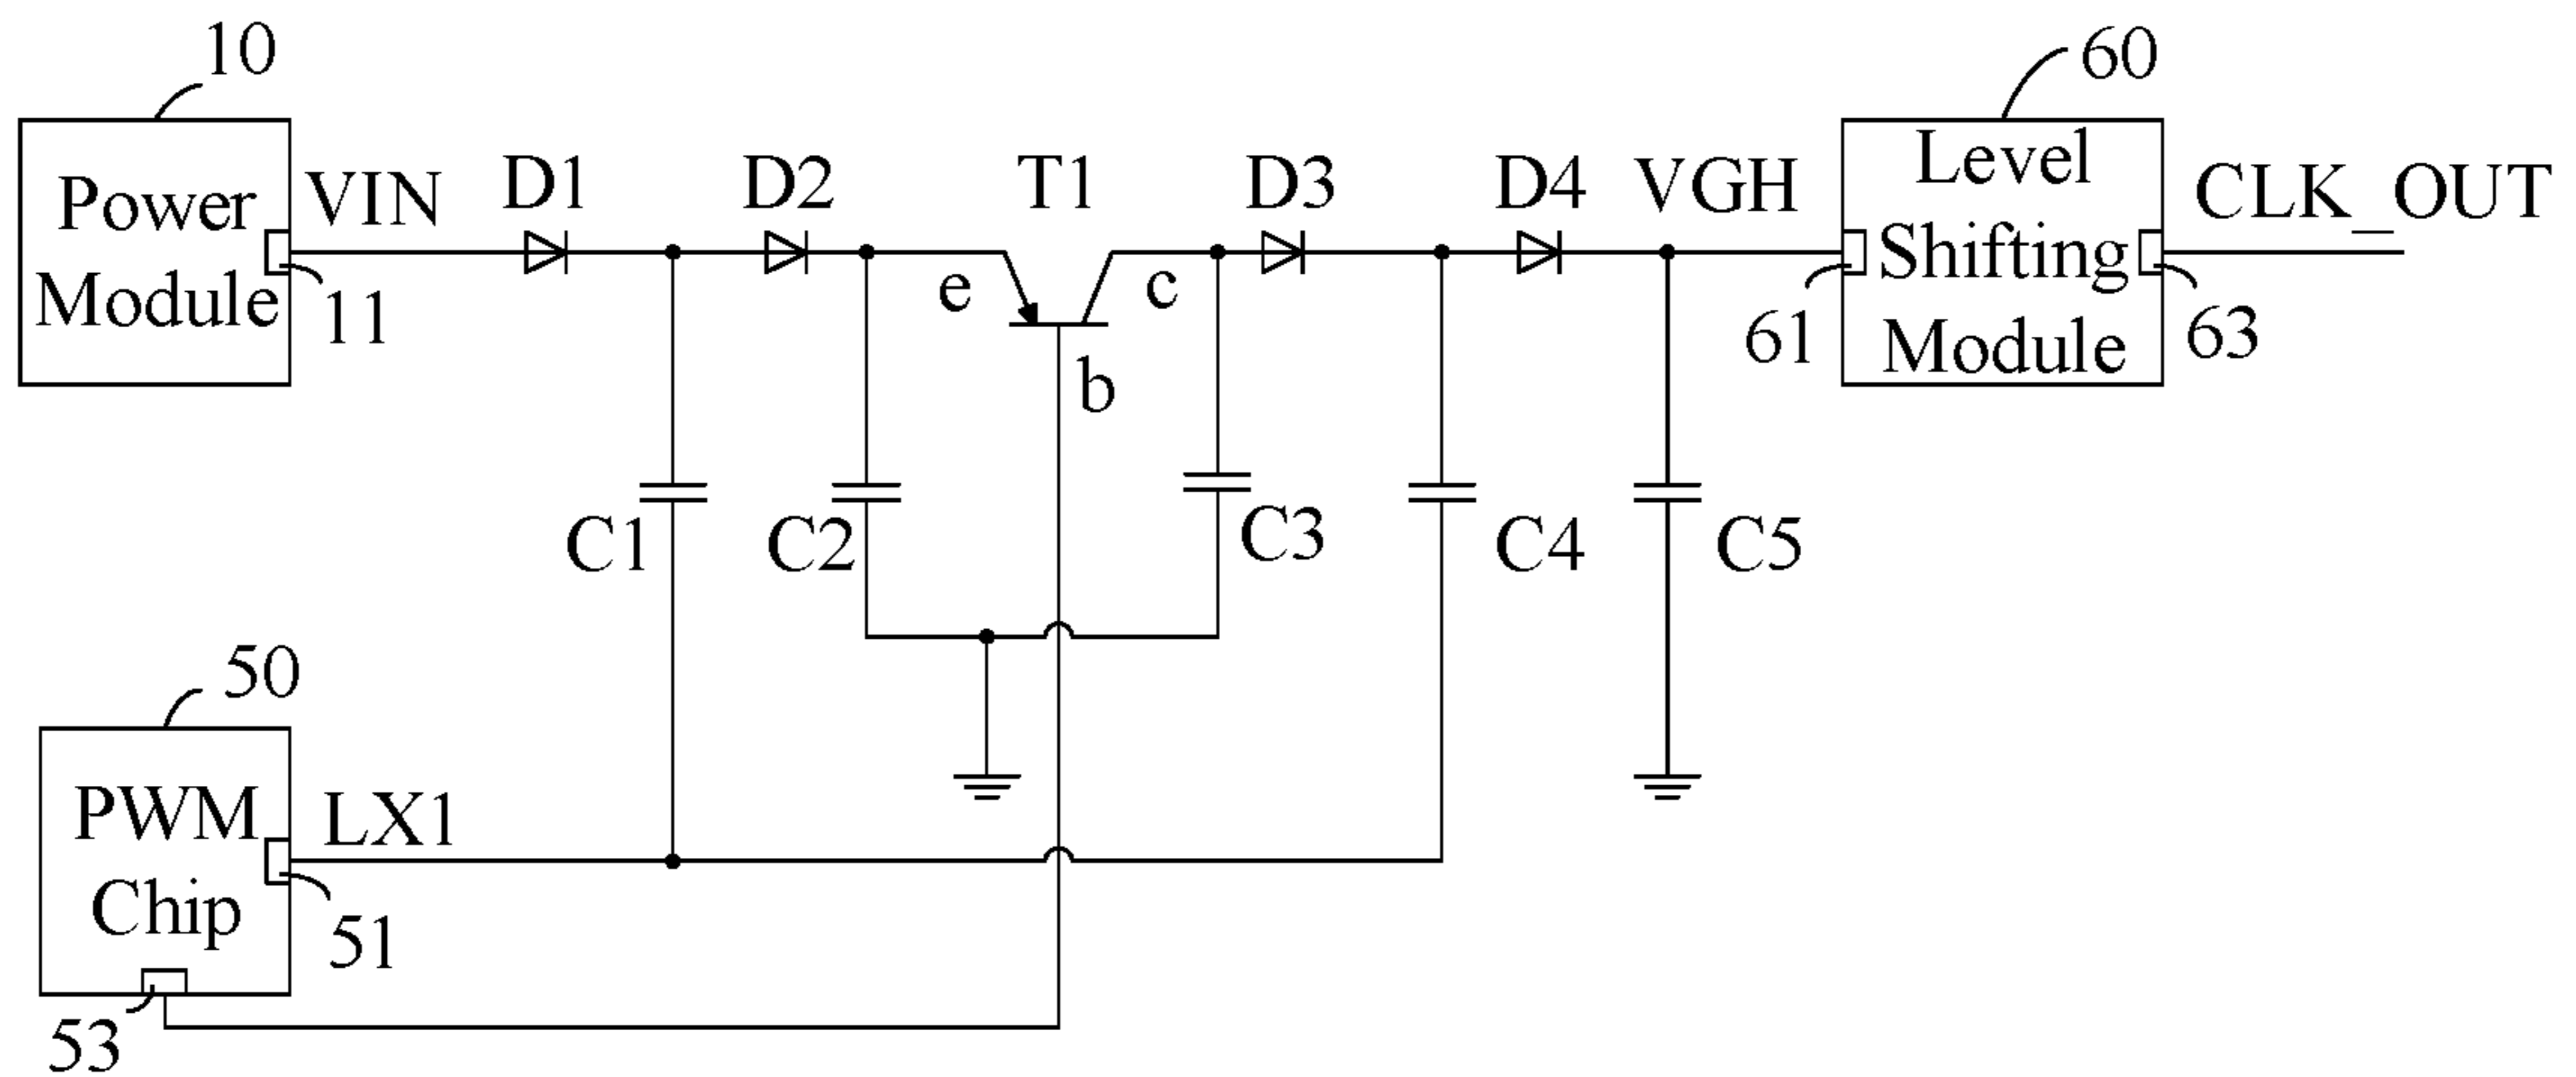 10
60
Power
Module
VIN
D1
D2
T1
D3
D4
VGH
Level
Shifting
Module
CLK_OUT
11
e
c
b
61
63
C1
C2
C3
C4
C5
50
PWM
Chip
LX1
51
53